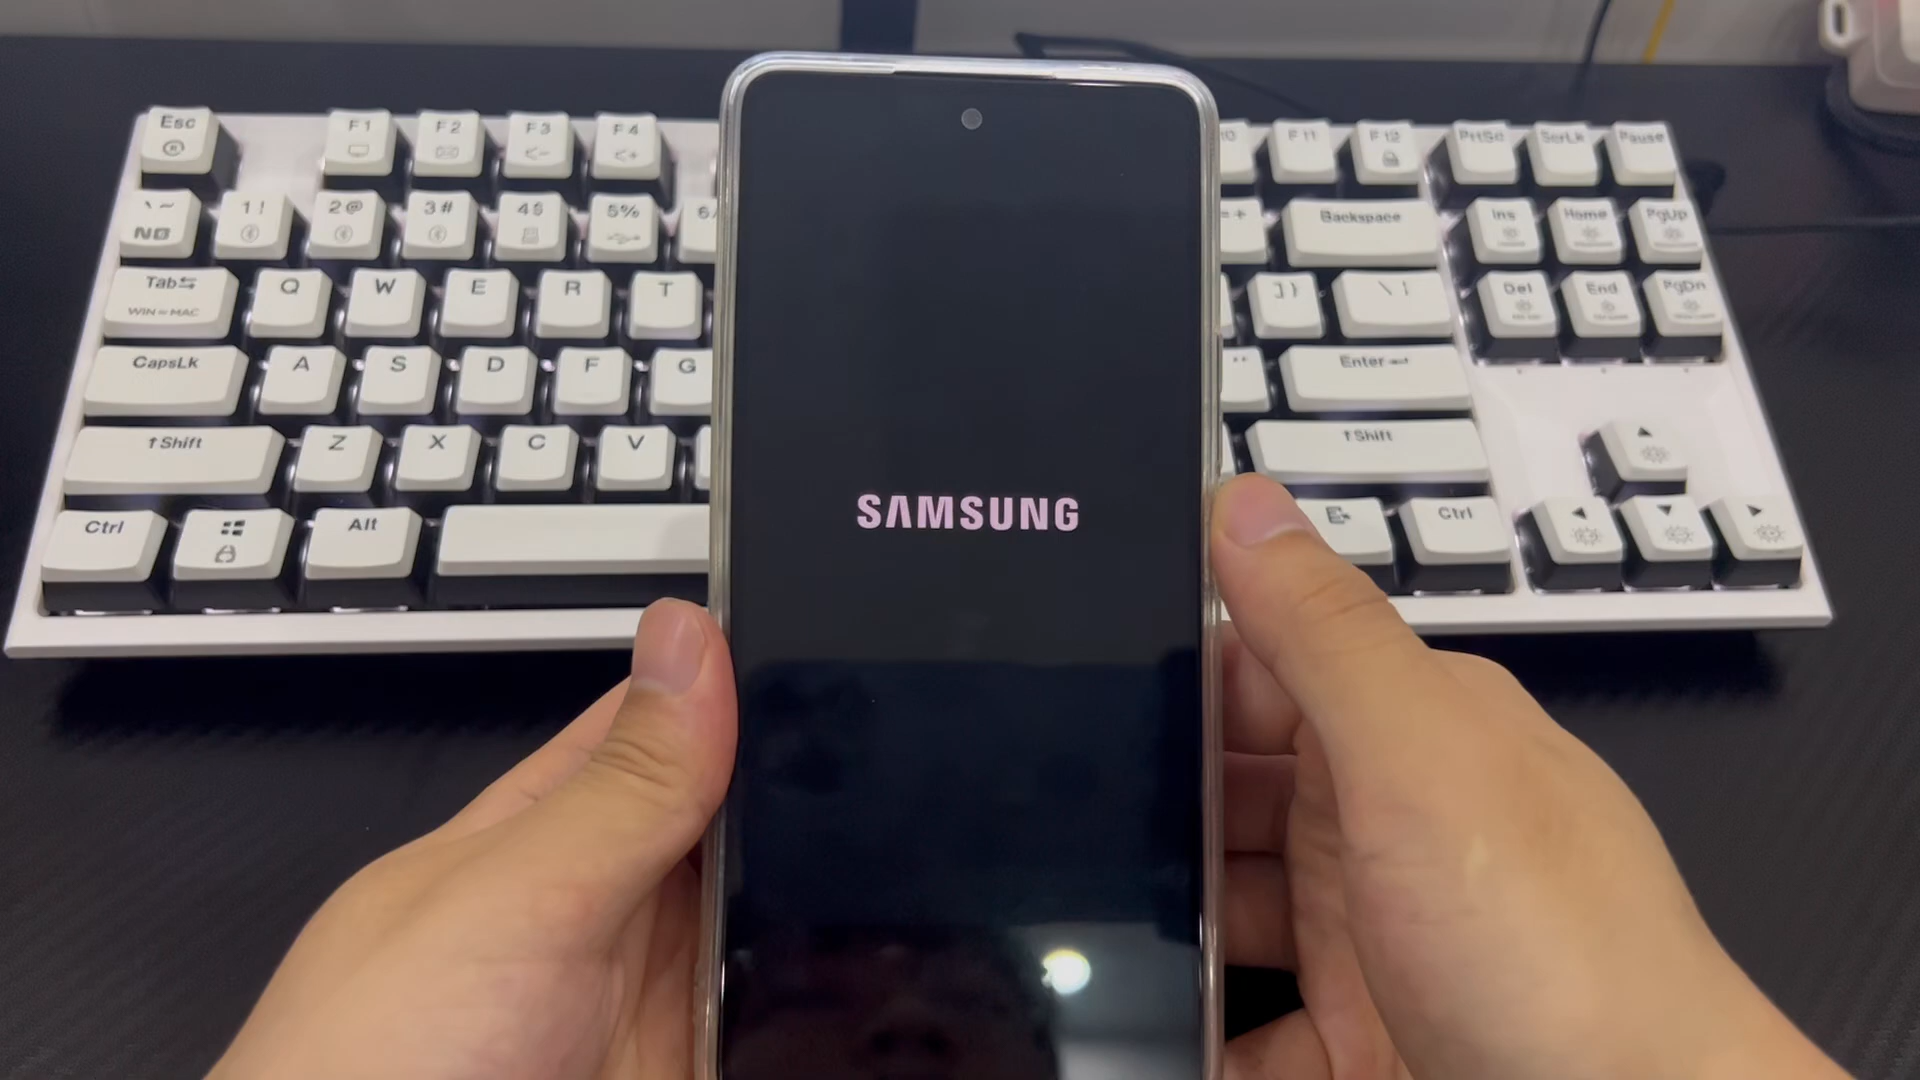 Esc F1 F2 F3 F4 F11 F12 PrtSc ScrLk Pause
1! 2@ 3# 4$ 5% 6 =+ Backspace Ins Home PgUp
Tab Q W E R T ]} \| Del End PgDn
WIN MAC
CapsLk A S D F G Enter
Shift Z X C V Shift
SAMSUNG
Ctrl Alt Ctrl